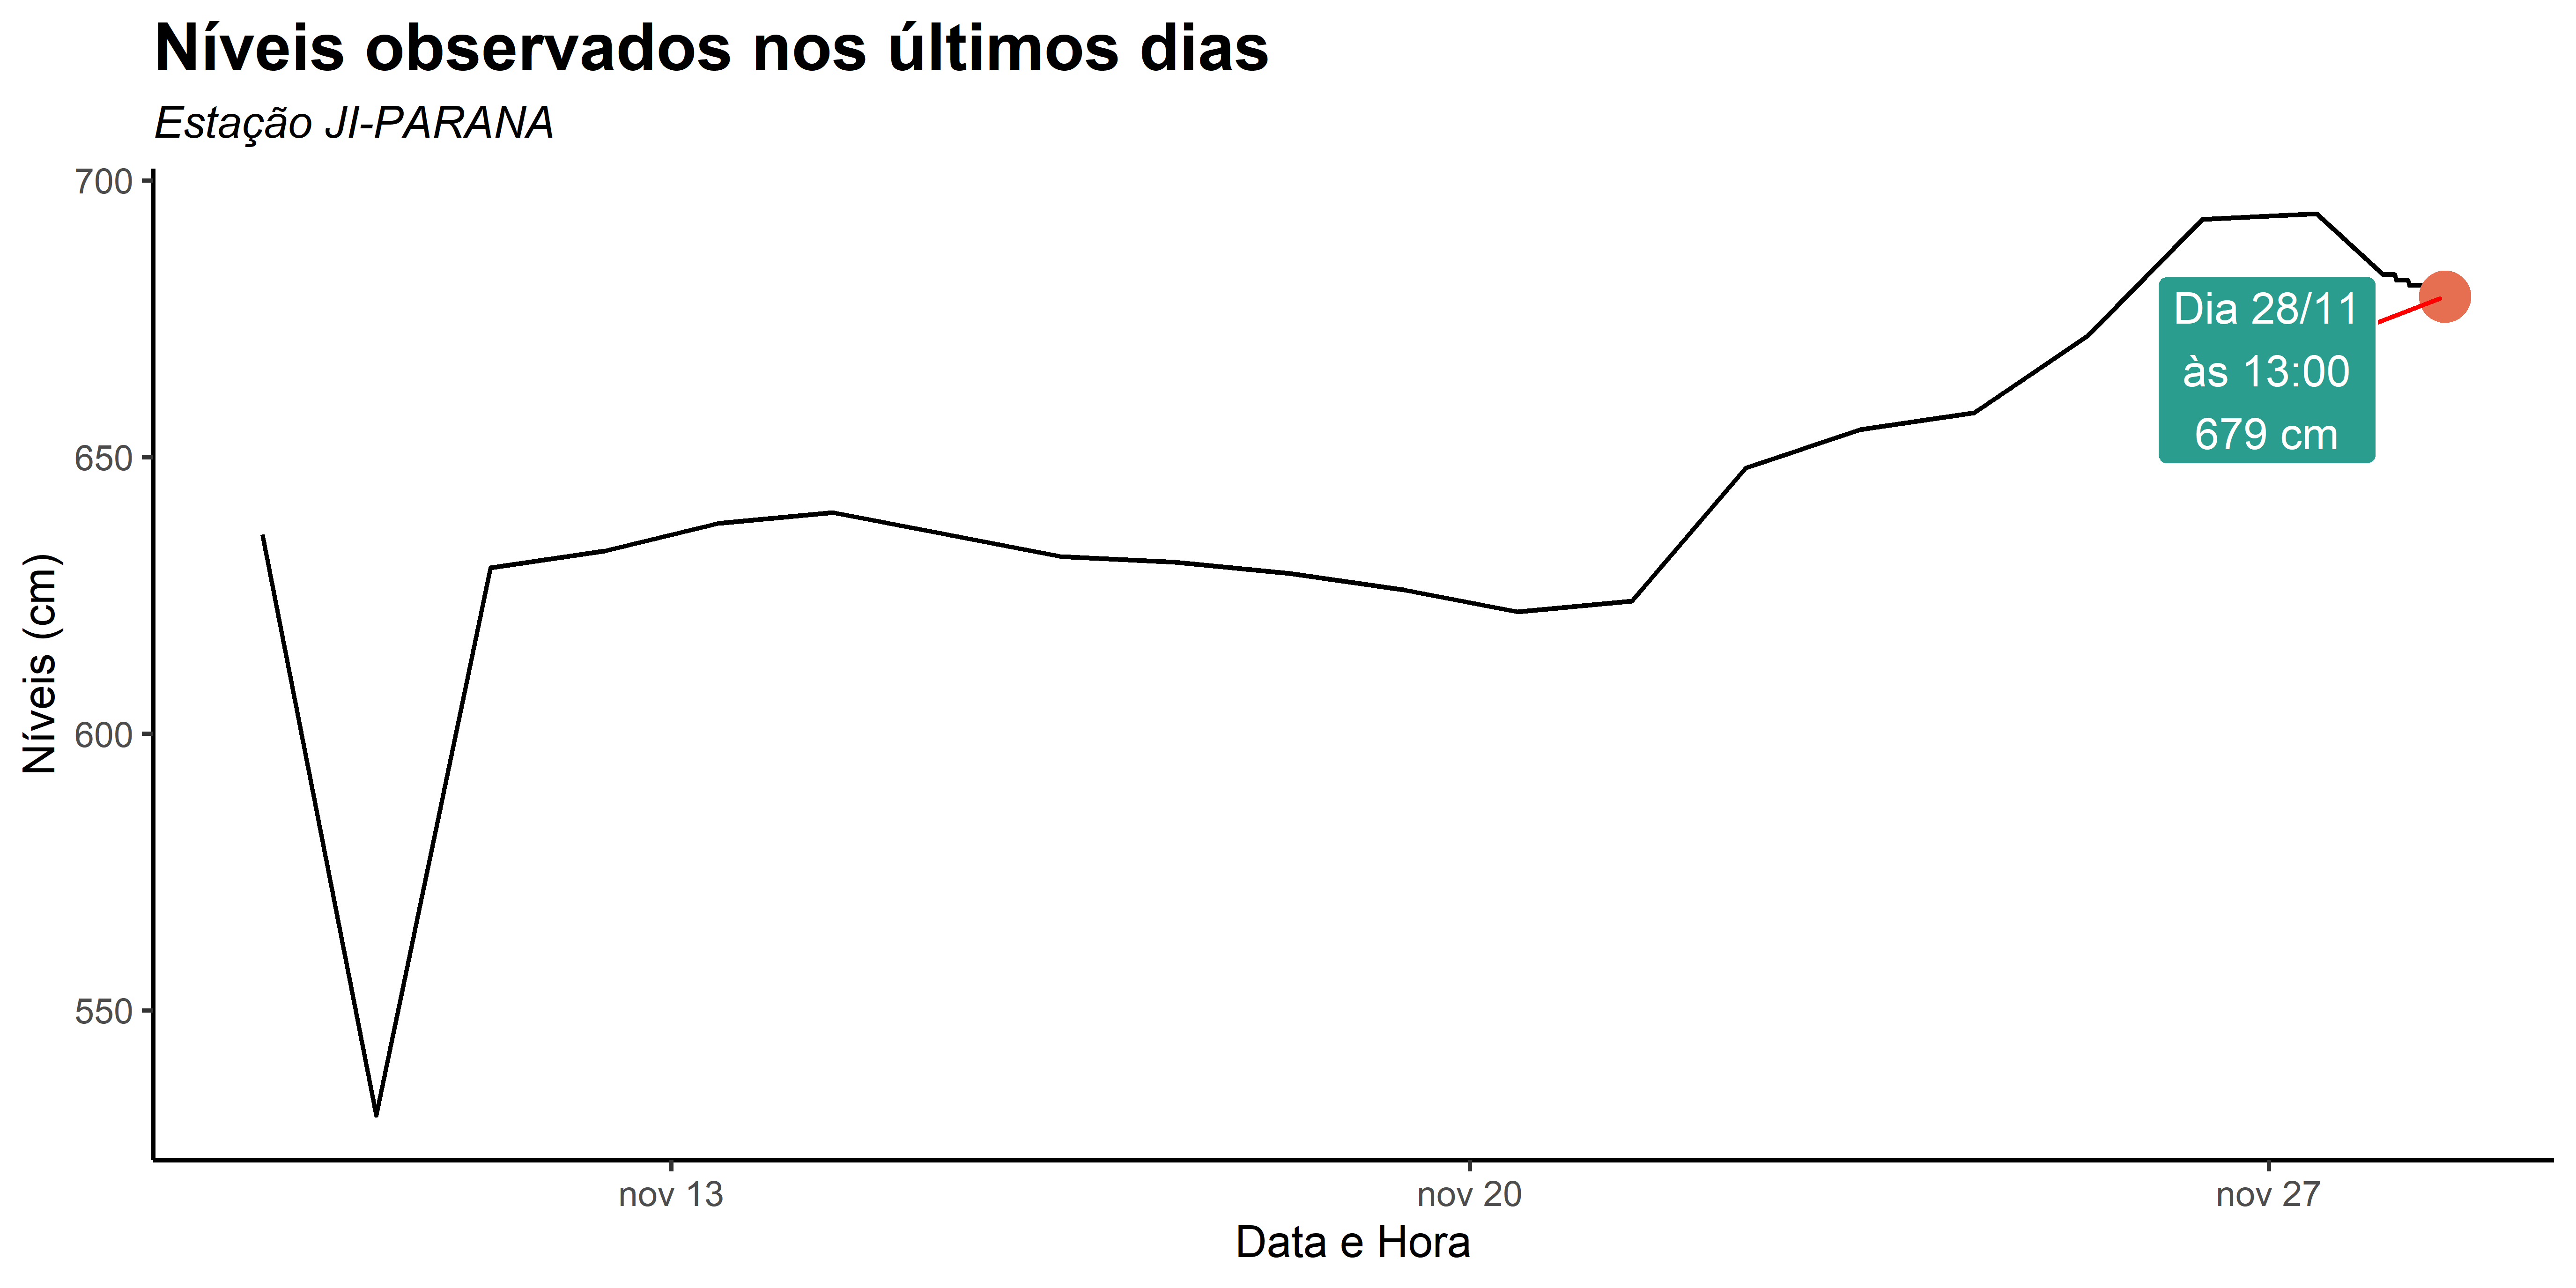 Níveis observados nos últimos dias
Estação JI-PARANA
700
650
600
550
Níveis (cm)
Dia 28/11
às 13:00
679 cm
nov 13
nov 20
nov 27
Data e Hora